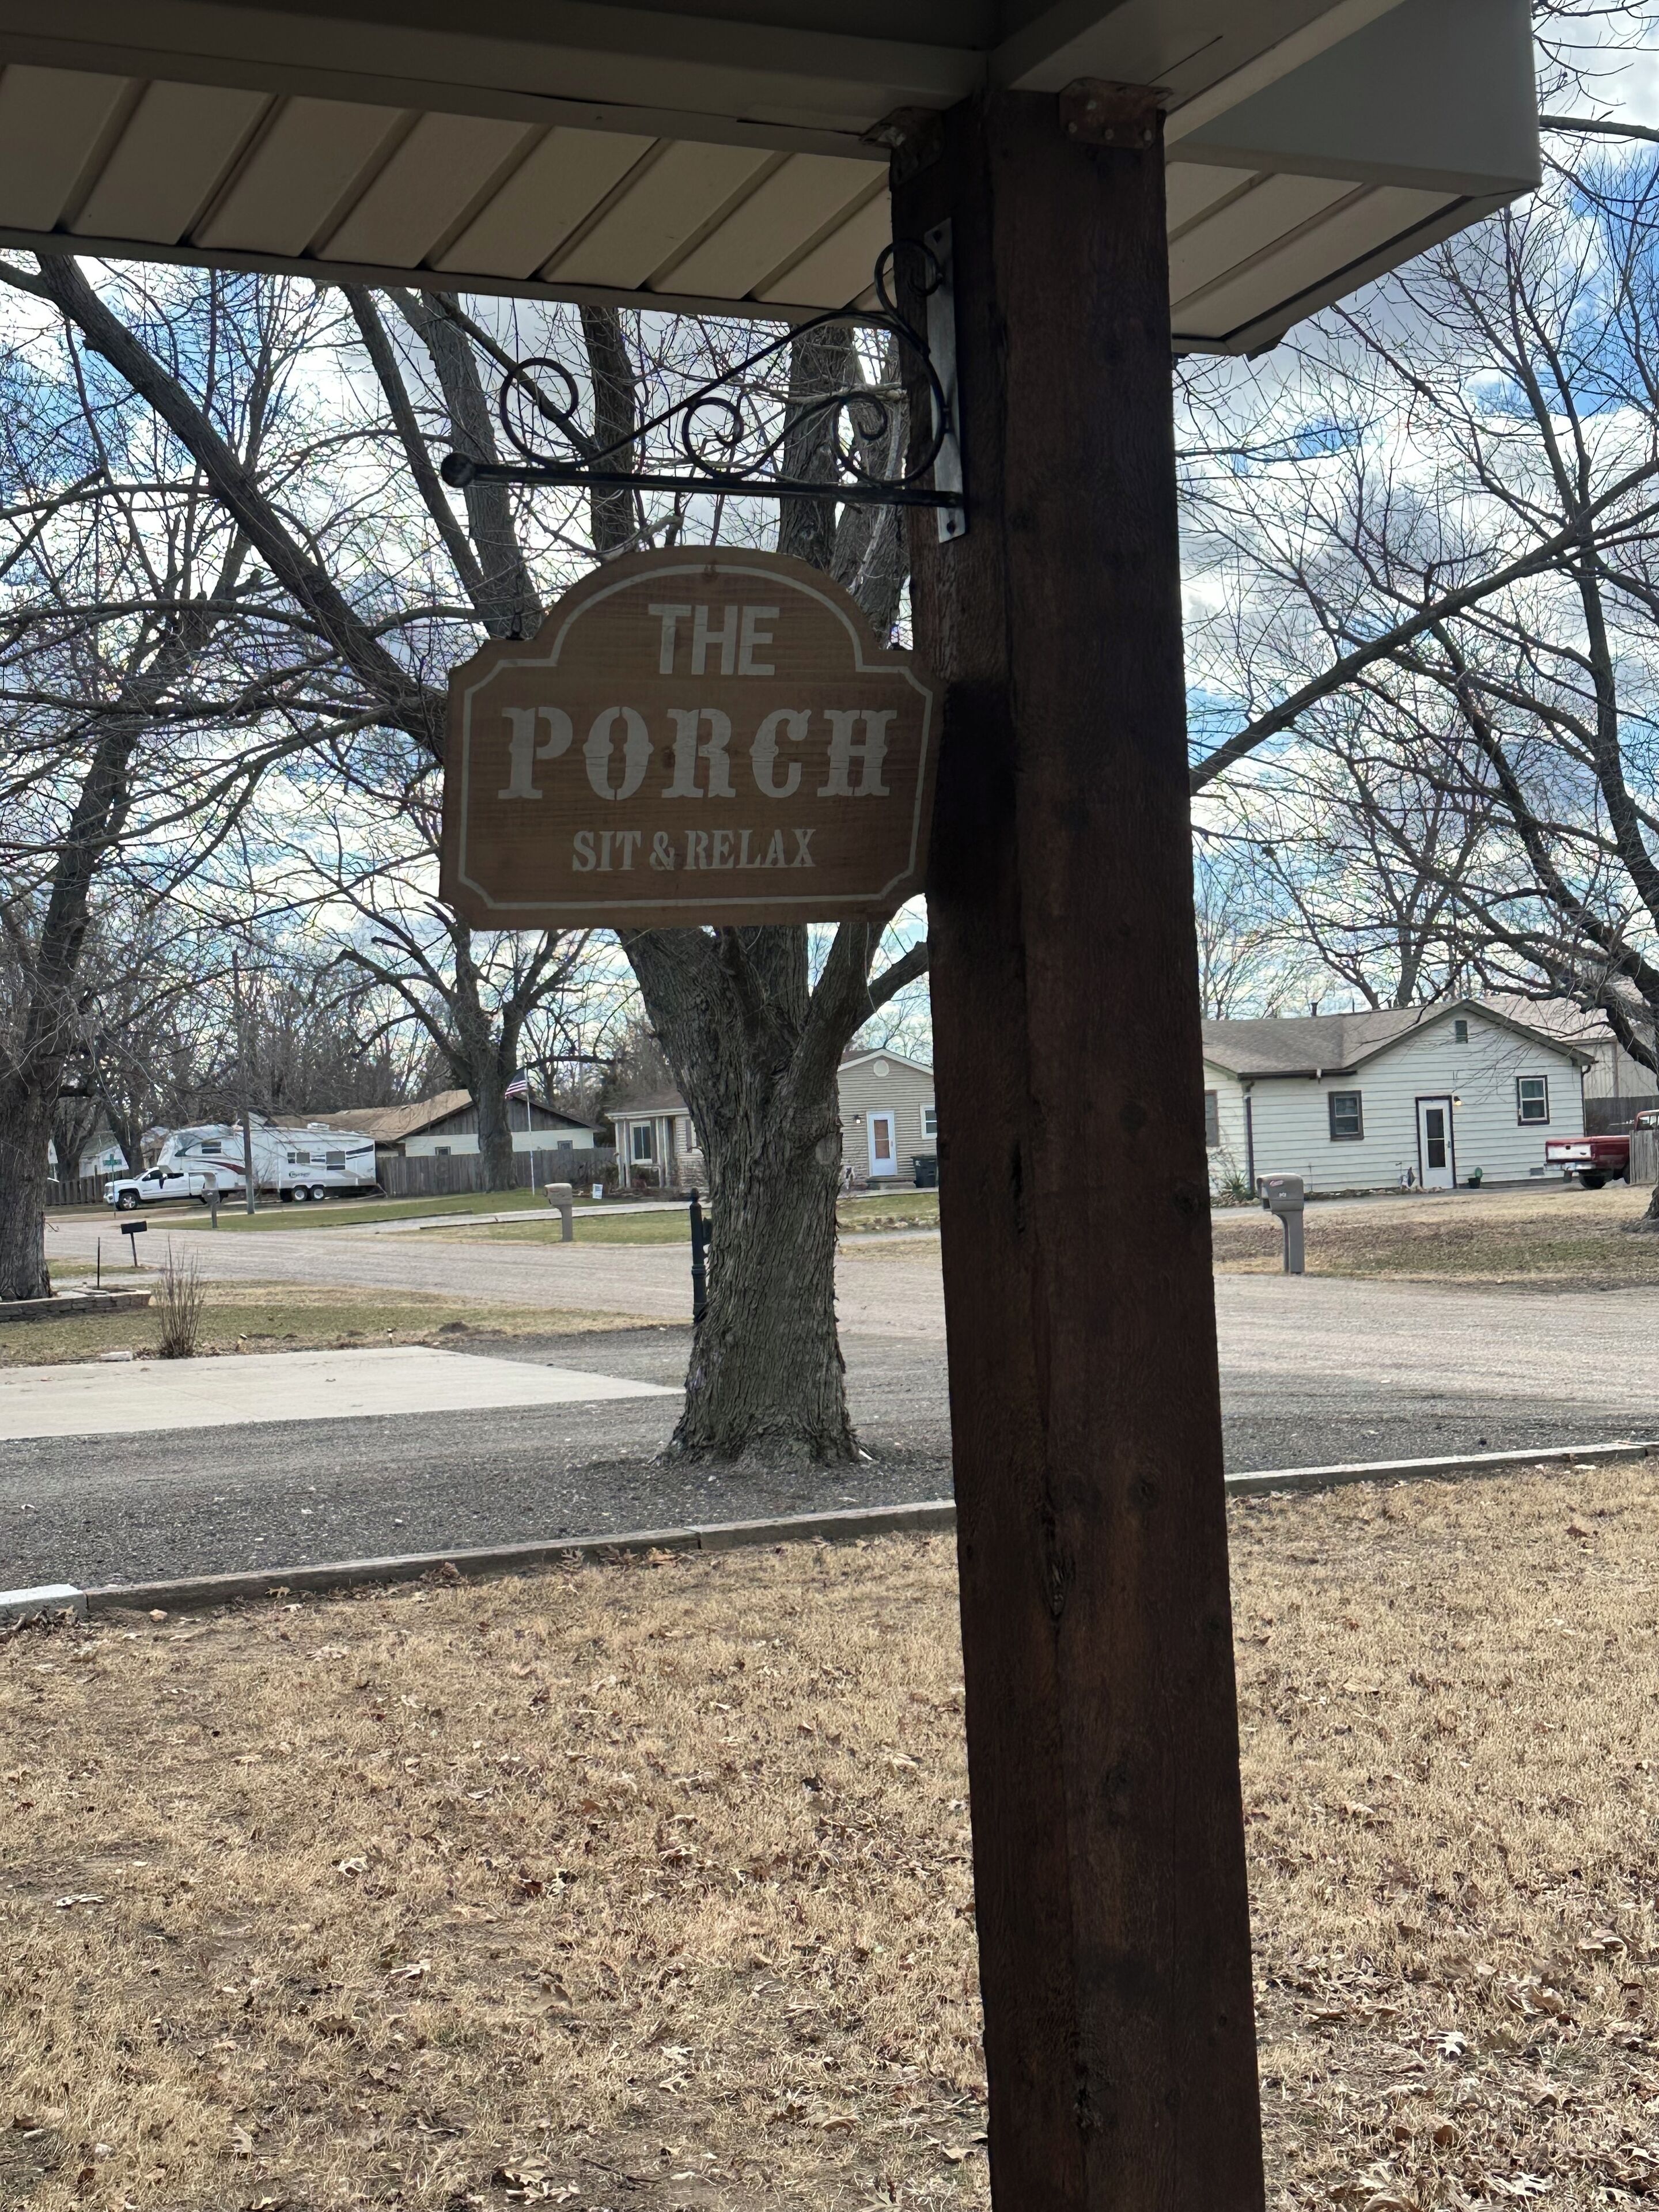 THE
PORCH
SIT & RELAX